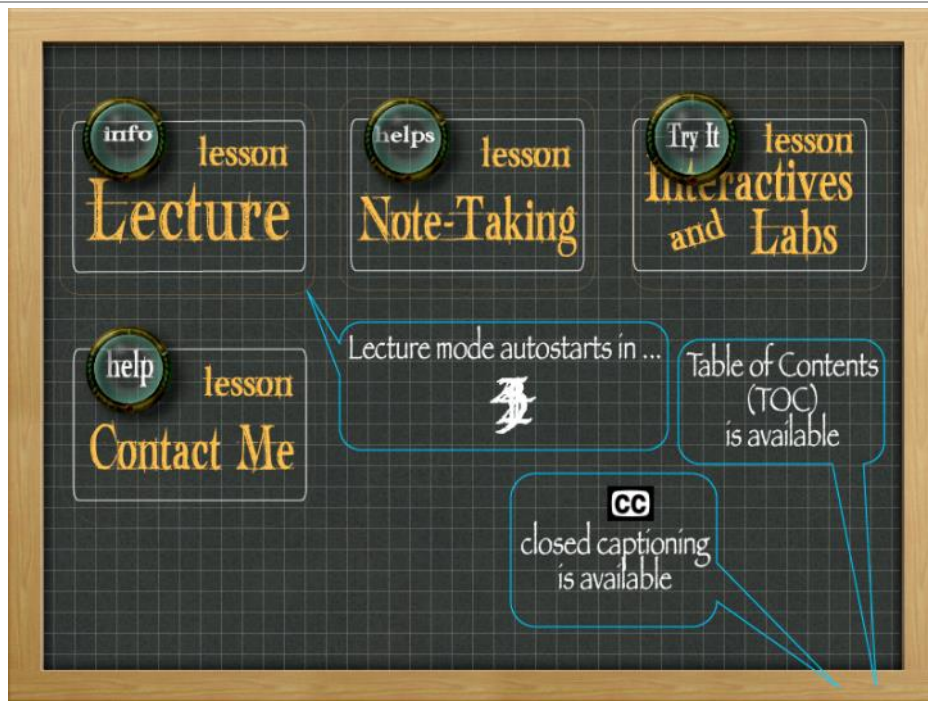 info
lesson
Lecture
helps
lesson
Note-Taking
Try It
lesson
Interactives
and Labs
help
lesson
Contact Me
Lecture mode autostarts in ...
Table of Contents
(TOC)
is available
CC
closed captioning
is available